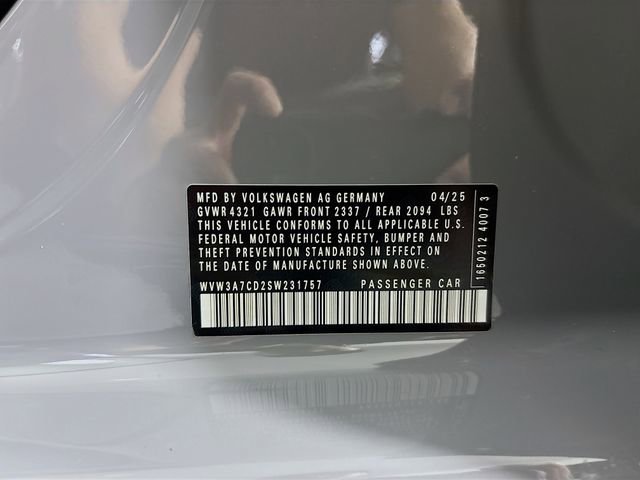 MFD BY VOLKSWAGEN AG GERMANY 04/25
GVWR 4321 GAWR FRONT 2337 / REAR 2094 LBS
THIS VEHICLE CONFORMS TO ALL APPLICABLE U.S.
FEDERAL MOTOR VEHICLE SAFETY, BUMPER AND
THEFT PREVENTION STANDARDS IN EFFECT ON
THE DATE OF MANUFACTURE SHOWN ABOVE.
WVW3A7CD2SW231757 PASSENGER CAR
1650212 4007 3